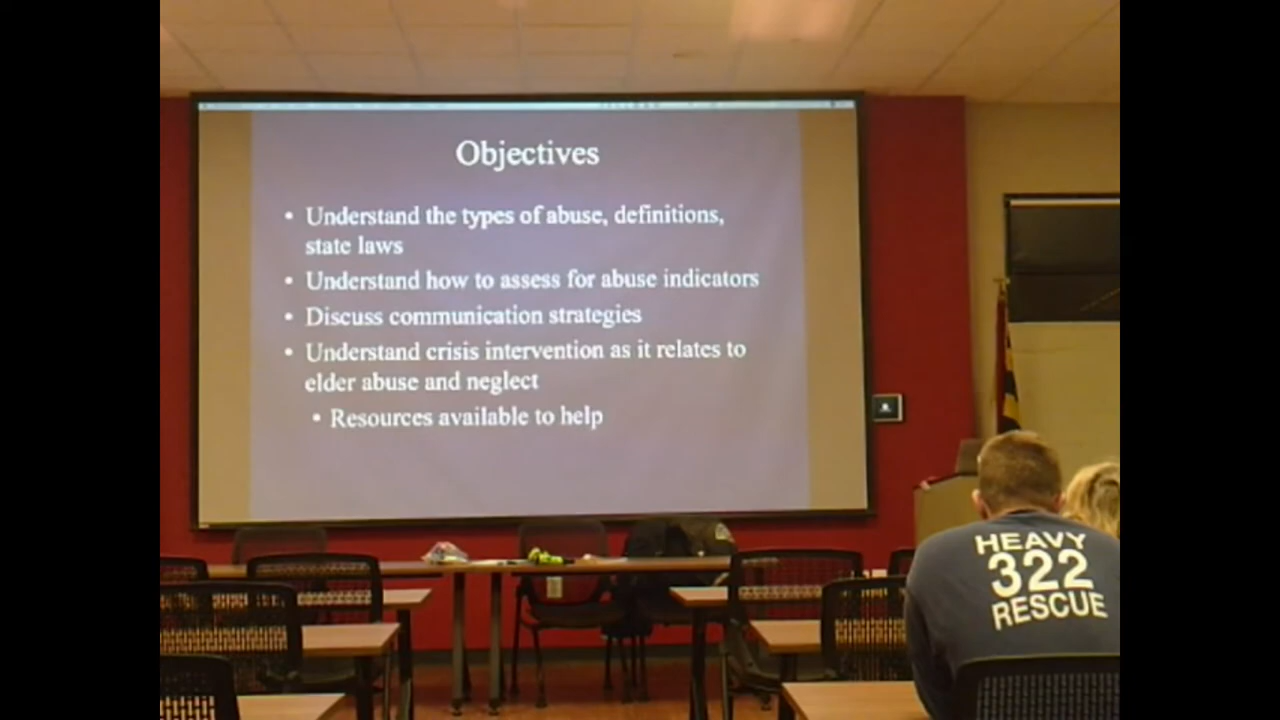 Objectives
• Understand the types of abuse, definitions,
state laws
• Understand how to assess for abuse indicators
• Discuss communication strategies
• Understand crisis intervention as it relates to
elder abuse and neglect
• Resources available to help
HEAVY
322
RESCUE